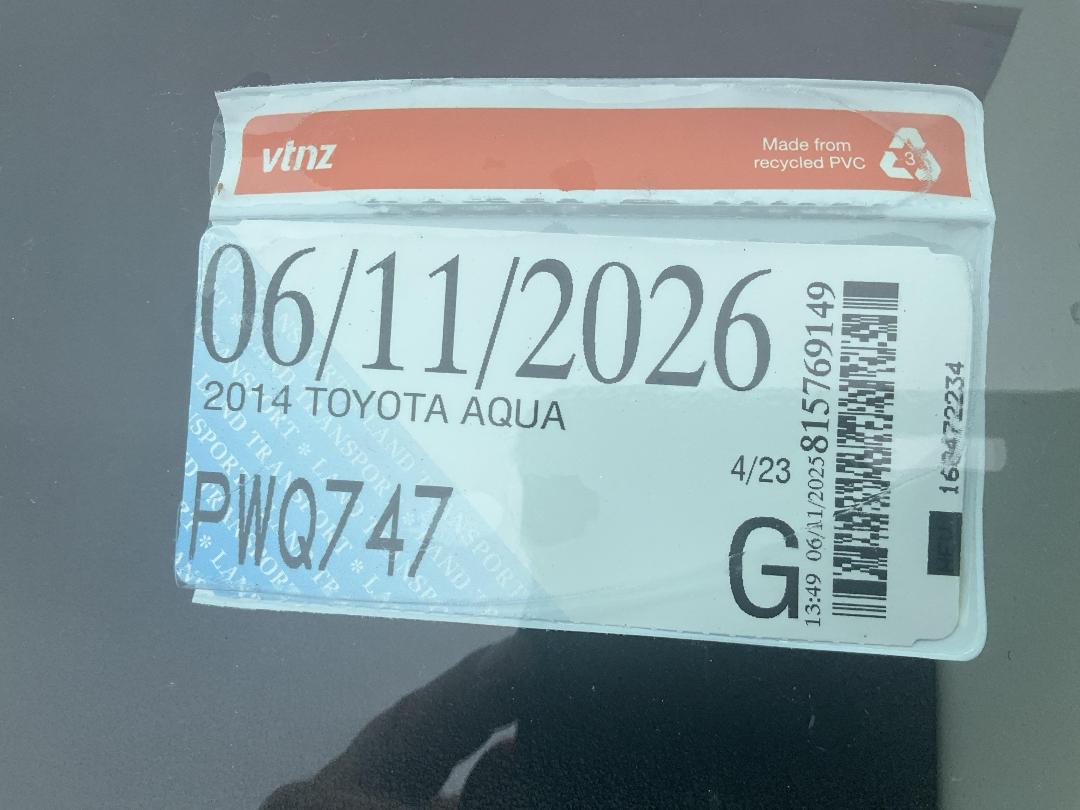 vtnz
Made from
recycled PVC
3
06/11/2026
2014 TOYOTA AQUA
PWQ747
4/23
G
13:49 06/11/2025 815769149